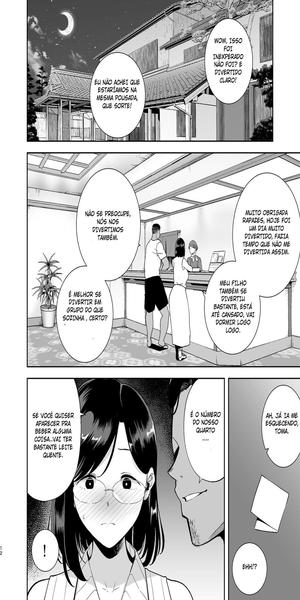 WOW, ISSO
FOI
INESPERADO
NÃO FOI? E
DIVERTIDO
CLARO!
EU NÃO ACHEI QUE
ESTARÍAMOS NA
MESMA POUSADA,
QUE SORTE!
MUITO OBRIGADA
RAPAZES, HOJE FOI
UM DIA MUITO
DIVERTIDO, FAZIA
TEMPO QUE NÃO ME
DIVERTIA ASSIM.
NÃO SE PREOCUPE,
NÓS NOS
DIVERTIMOS
TAMBÉM.
MEU FILHO
TAMBÉM SE
DIVERTIU
BASTANTE, ESTÁ
ATÉ CANSADO, VAI
DORMIR LOGO
LOGO.
É MELHOR SE
DIVERTIR EM
GRUPO DO QUE
SOZINHA , CERTO?
AH, JÁ IA ME
ESQUECENDO,
TOMA.
EHH!?
É O NÚMERO
DO NOSSO
QUARTO
....
SE VOCÊ QUISER
APARECER PRA
BEBER ALGUMA
COISA..VAI TER
BASTANTE LEITE
QUENTE.
!
12